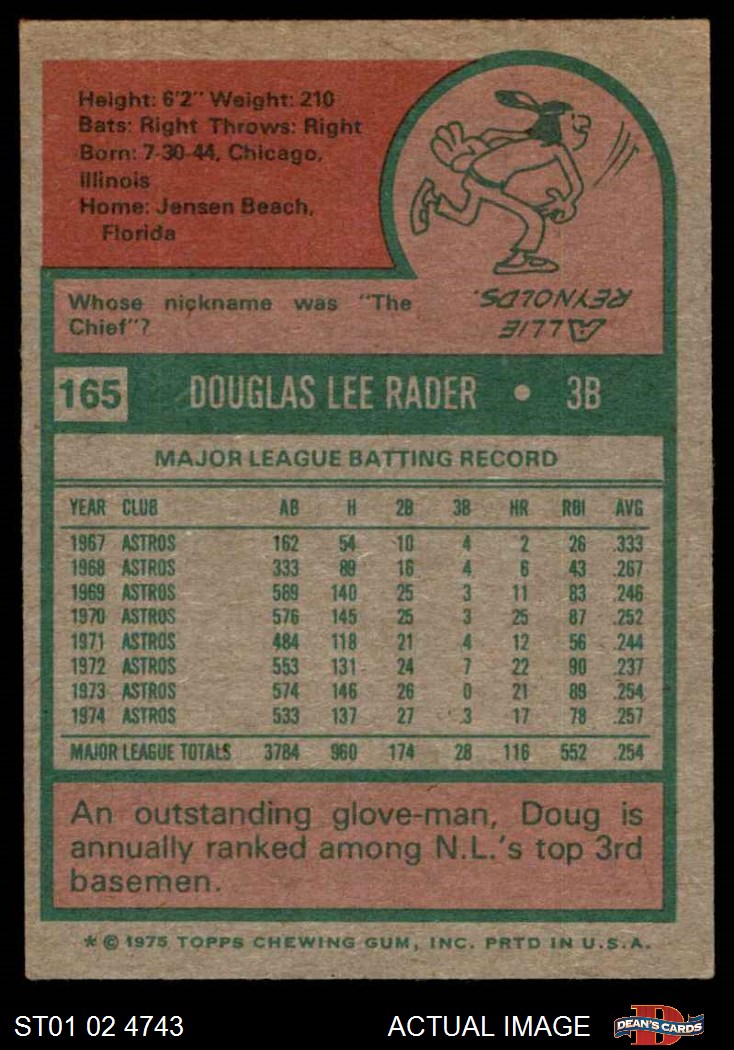 Height: 6'2" Weight: 210
Bats: Right Throws: Right
Born: 7-30-44, Chicago,
Illinois
Home: Jensen Beach,
Florida
Whose nickname was "The
Chief"?
ALLIE
REYNOLDS.
165 DOUGLAS LEE RADER • 3B
MAJOR LEAGUE BATTING RECORD
YEAR CLUB AB H 2B 3B HR RBI AVG
1967 ASTROS 162 54 10 4 2 26 .333
1968 ASTROS 333 89 16 4 6 43 .267
1969 ASTROS 569 140 25 3 11 83 .246
1970 ASTROS 576 145 25 3 25 87 .252
1971 ASTROS 484 118 21 4 12 56 .244
1972 ASTROS 553 131 24 7 22 90 .237
1973 ASTROS 574 146 26 0 21 89 .254
1974 ASTROS 533 137 27 3 17 78 .257
MAJOR LEAGUE TOTALS 3784 960 174 28 116 552 .254
An outstanding glove-man, Doug is
annually ranked among N.L.'s top 3rd
basemen.
* © 1975 TOPPS CHEWING GUM, INC. PRTD IN U.S.A.
ST01 02 4743 ACTUAL IMAGE D DEAN'S CARDS